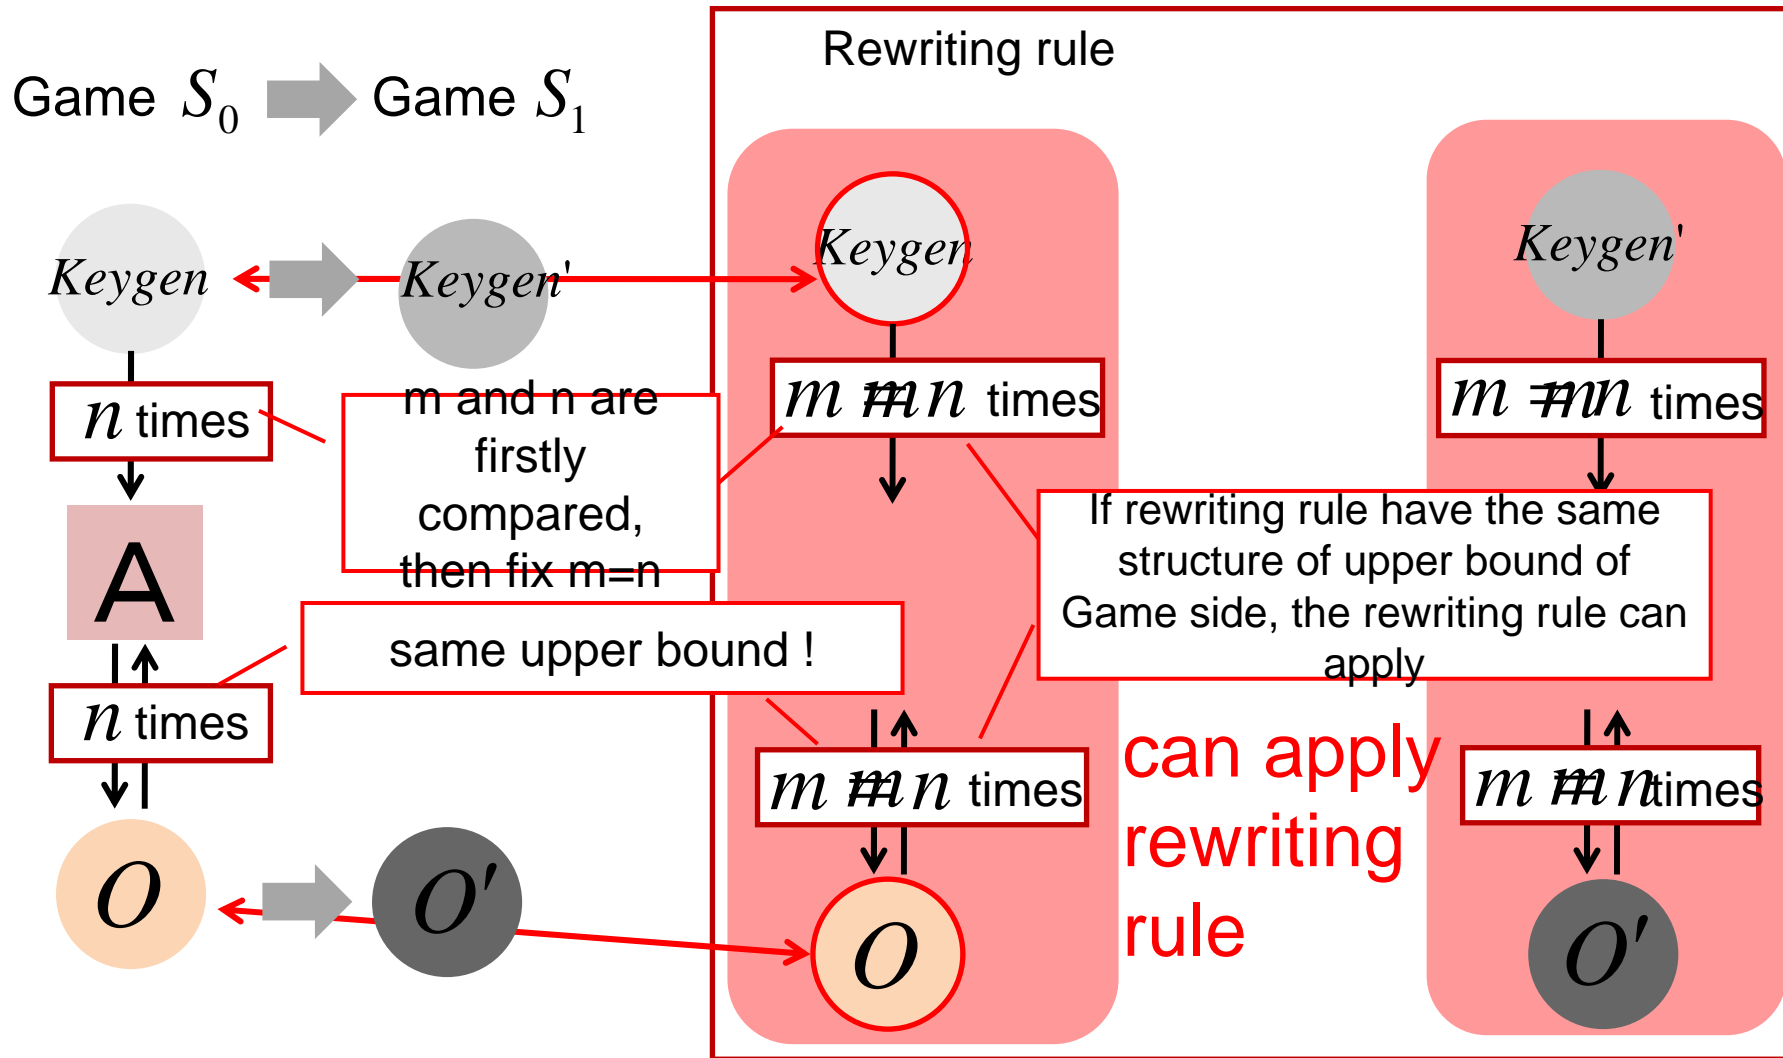 Rewriting rule
Game S₀
Game S₁
Keygen
Keygen'
Keygen
Keygen'
n times
m and n are
firstly
compared,
then fix m=n
m = n times
m = n times
If rewriting rule have the same
structure of upper bound of
Game side, the rewriting rule can
apply
A
same upper bound !
n times
m = n times
can apply
rewriting
rule
m = n times
O
O'
O
O'